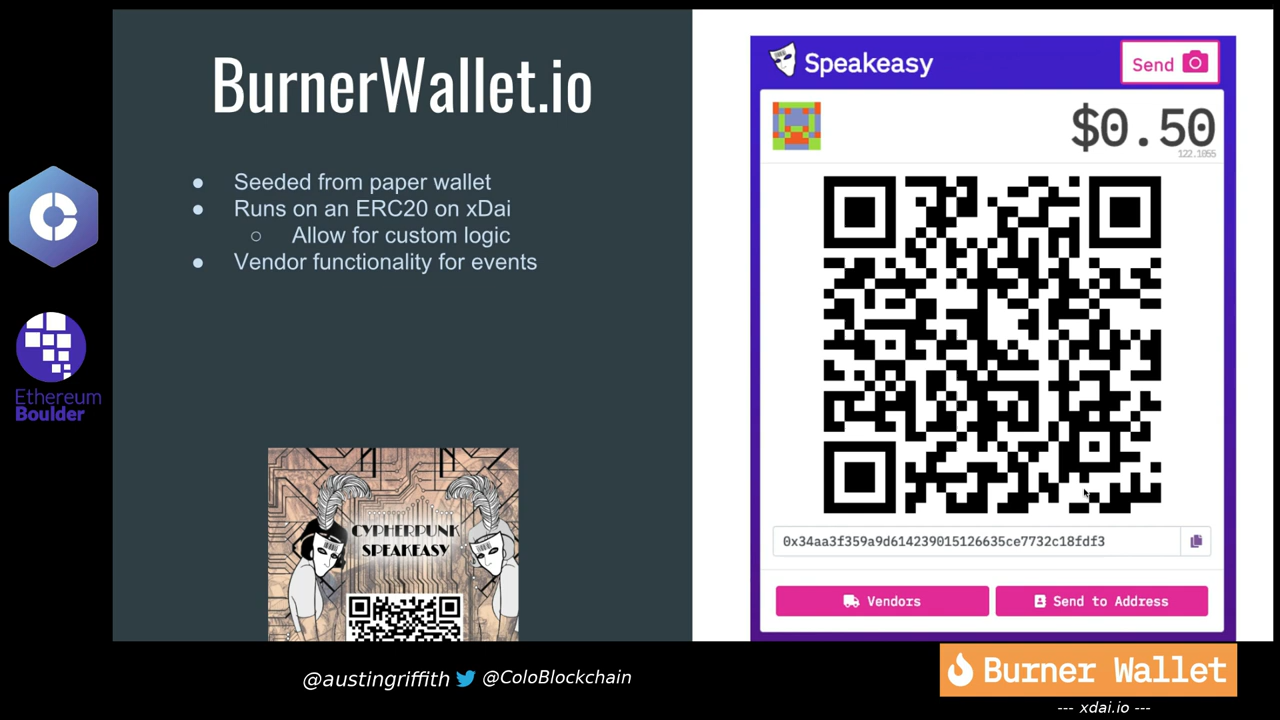 BurnerWallet.io
● Seeded from paper wallet
● Runs on an ERC20 on xDai
○ Allow for custom logic
● Vendor functionality for events
CYPHERPUNK
SPEAKEASY
Speakeasy
Send
$0.50
122.1055
0x34aa3f359a9d614239015126635ce7732c18fdf3
Vendors
Send to Address
Ethereum
Boulder
@austingriffith @ColoBlockchain
Burner Wallet
--- xdai.io ---